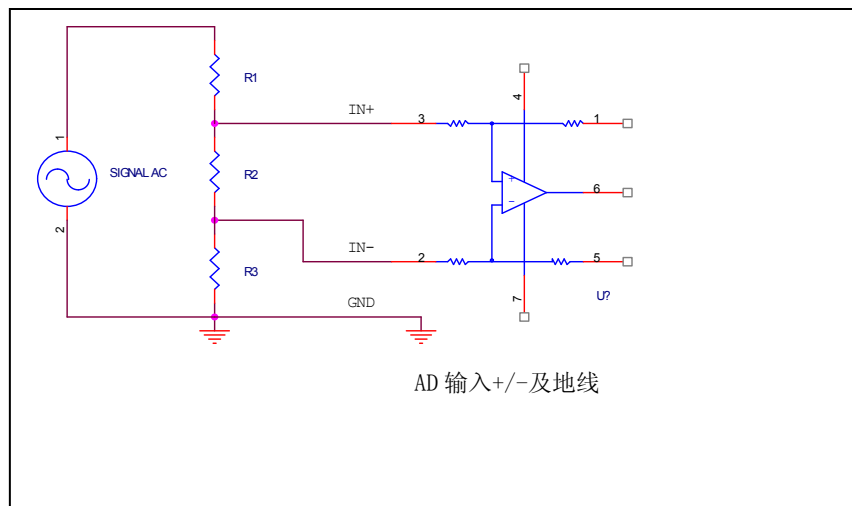 R1
IN+
3
4
1
1
SIGNAL AC
R2
+
-
6
2
IN-
2
5
R3
GND
7
U?
AD 输入+/-及地线